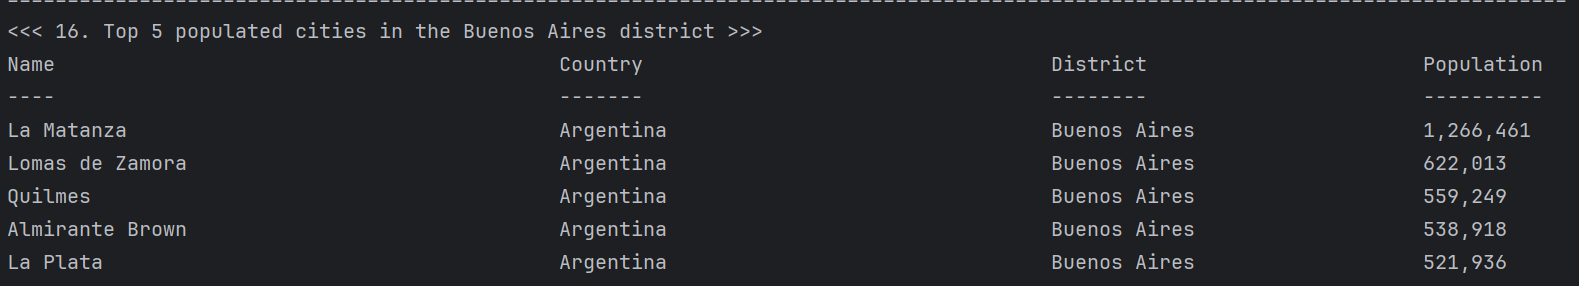 <<< 16. Top 5 populated cities in the Buenos Aires district >>>
Name Country District Population
---- ------- -------- ----------
La Matanza Argentina Buenos Aires 1,266,461
Lomas de Zamora Argentina Buenos Aires 622,013
Quilmes Argentina Buenos Aires 559,249
Almirante Brown Argentina Buenos Aires 538,918
La Plata Argentina Buenos Aires 521,936